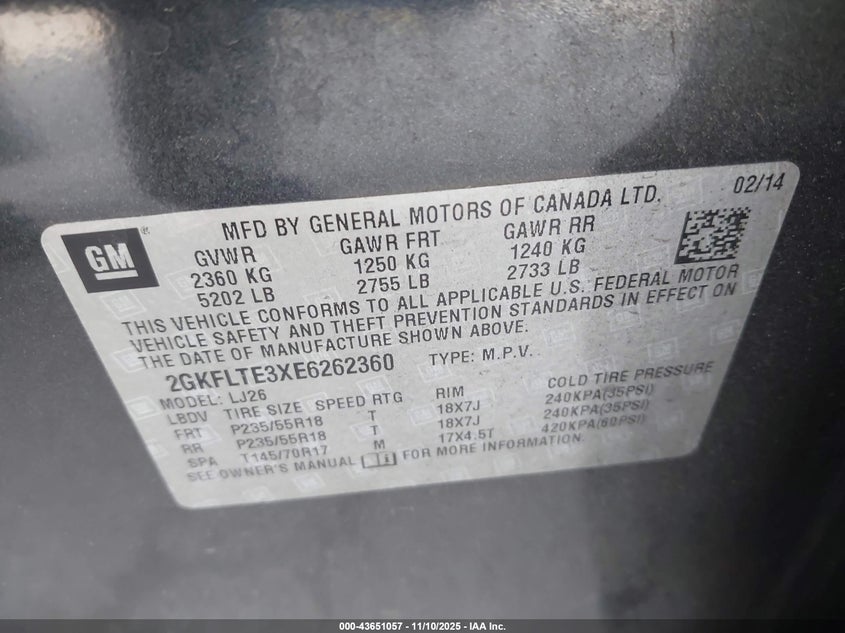 MFD BY GENERAL MOTORS OF CANADA LTD. 02/14
GM®
GVWR GAWR FRT GAWR RR
2360 KG 1250 KG 1240 KG
5202 LB 2755 LB 2733 LB
THIS VEHICLE CONFORMS TO ALL APPLICABLE U.S. FEDERAL MOTOR
VEHICLE SAFETY AND THEFT PREVENTION STANDARDS IN EFFECT ON
THE DATE OF MANUFACTURE SHOWN ABOVE.
2GKFLTE3XE6262360 TYPE: M.P.V.
MODEL: LJ26
LBDV TIRE SIZE SPEED RTG RIM COLD TIRE PRESSURE
FRT P235/55R18 T 18X7J 240KPA(35PSI)
RR P235/55R18 T 18X7J 240KPA(35PSI)
SPA T145/70R17 M 17X4.5T 420KPA(60PSI)
SEE OWNER'S MANUAL FOR MORE INFORMATION.
000-43651057 - 11/10/2025 - IAA Inc.